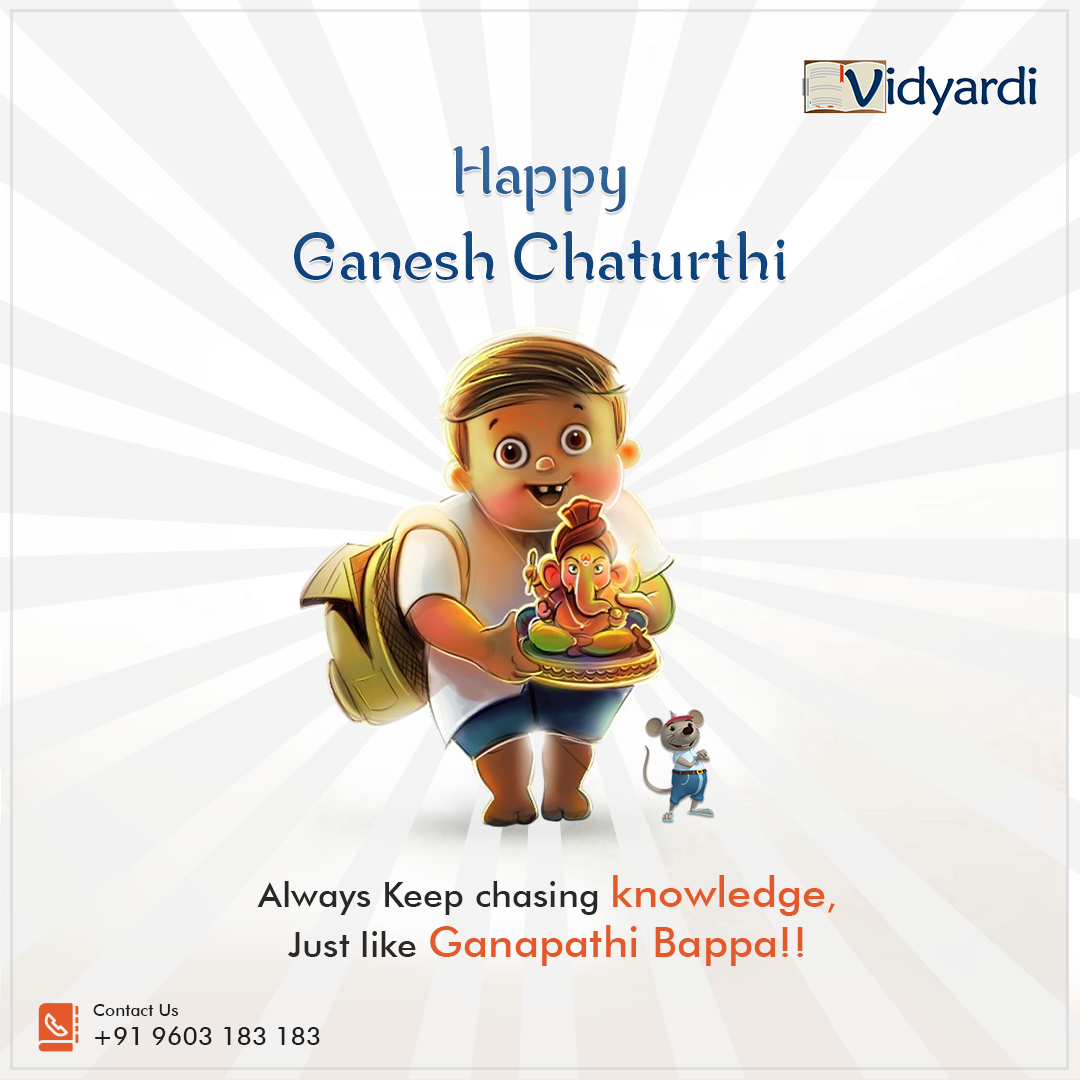 Vidyardi
Happy
Ganesh Chaturthi
Always Keep chasing knowledge,
Just like Ganapathi Bappa!!
Contact Us
+91 9603 183 183